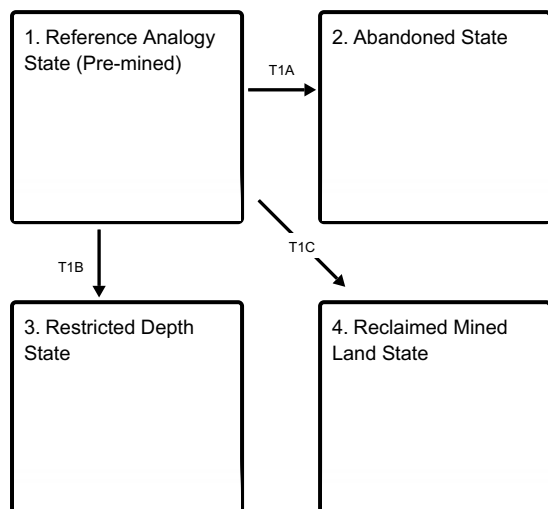 1. Reference Analogy
State (Pre-mined)
T1A
2. Abandoned State
T1B
T1C
3. Restricted Depth
State
4. Reclaimed Mined
Land State